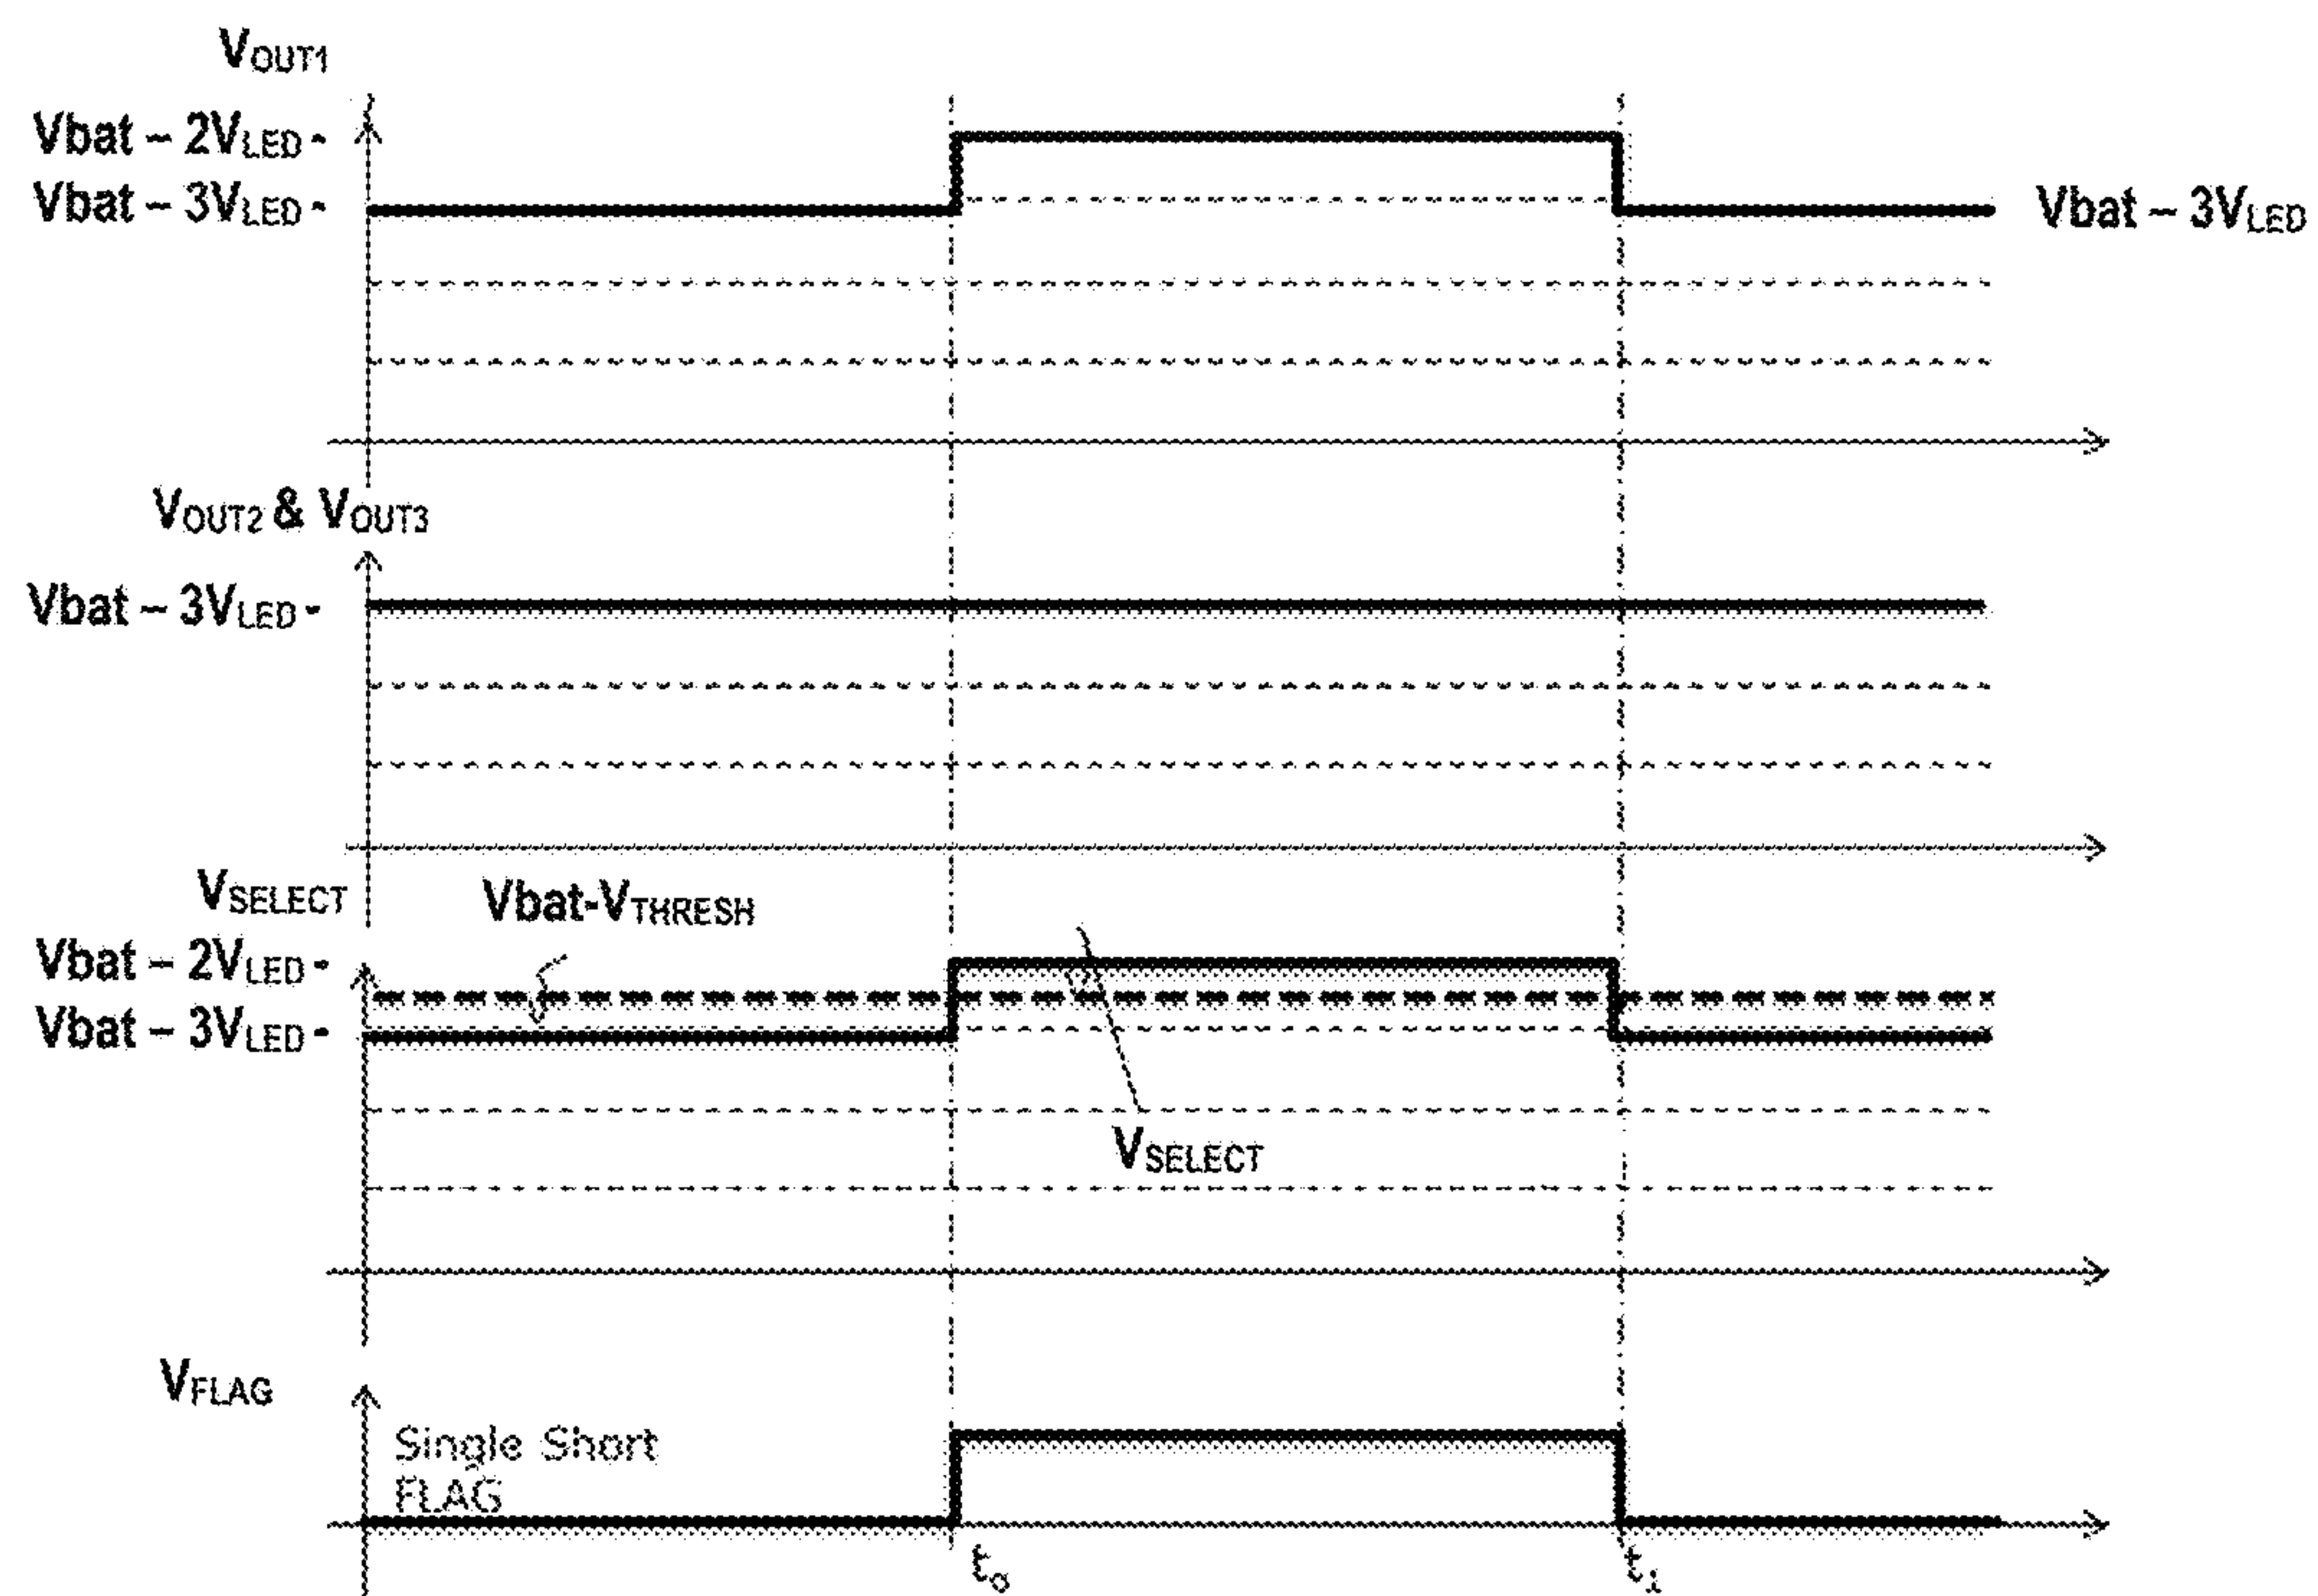 VOUT1
Vbat – 2VLED -
Vbat – 3VLED -
Vbat – 3VLED
VOUT2 & VOUT3
Vbat – 3VLED -
VSELECT
Vbat-VTHRESH
Vbat – 2VLED -
Vbat – 3VLED -
VSELECT
VFLAG
Single Short
FLAG
t0
t1